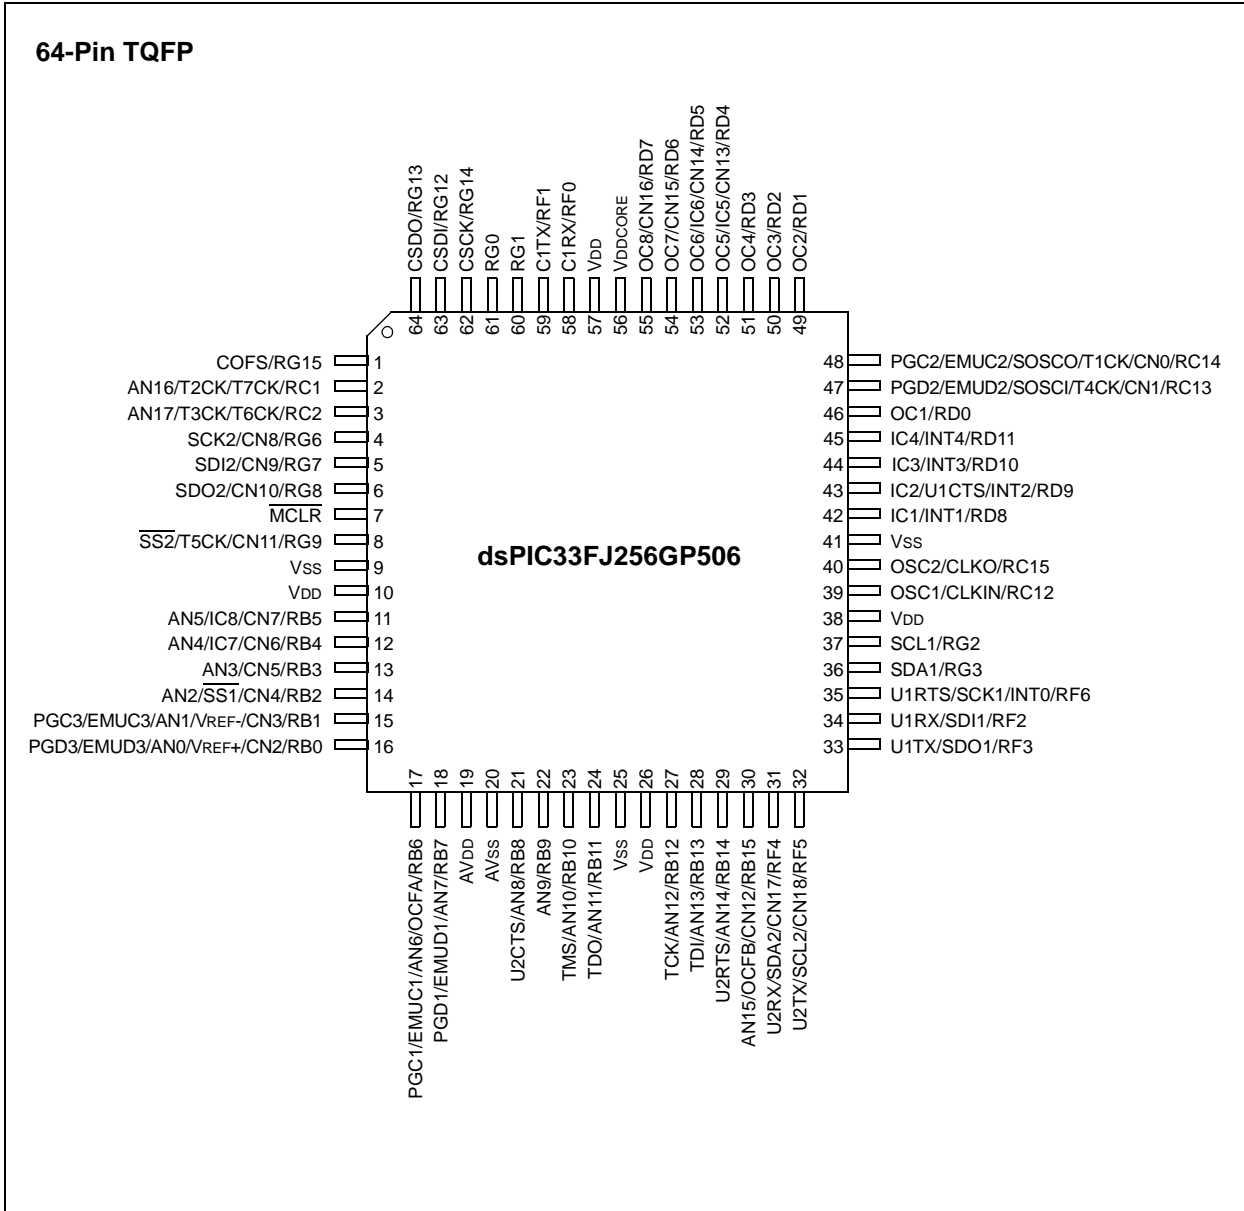 64-Pin TQFP
CSDO/RG13
CSDI/RG12
CSCK/RG14
RG0
RG1
C1TX/RF1
C1RX/RF0
VDD
VDDCORE
OC8/CN16/RD7
OC7/CN15/RD6
OC6/IC6/CN14/RD5
OC5/IC5/CN13/RD4
OC4/RD3
OC3/RD2
OC2/RD1
64 63 62 61 60 59 58 57 56 55 54 53 52 51 50 49
COFS/RG15 1
AN16/T2CK/T7CK/RC1 2
AN17/T3CK/T6CK/RC2 3
SCK2/CN8/RG6 4
SDI2/CN9/RG7 5
SDO2/CN10/RG8 6
MCLR 7
SS2/T5CK/CN11/RG9 8
VSS 9
VDD 10
AN5/IC8/CN7/RB5 11
AN4/IC7/CN6/RB4 12
AN3/CN5/RB3 13
AN2/SS1/CN4/RB2 14
PGC3/EMUC3/AN1/VREF-/CN3/RB1 15
PGD3/EMUD3/AN0/VREF+/CN2/RB0 16
dsPIC33FJ256GP506
48 PGC2/EMUC2/SOSCO/T1CK/CN0/RC14
47 PGD2/EMUD2/SOSCI/T4CK/CN1/RC13
46 OC1/RD0
45 IC4/INT4/RD11
44 IC3/INT3/RD10
43 IC2/U1CTS/INT2/RD9
42 IC1/INT1/RD8
41 VSS
40 OSC2/CLKO/RC15
39 OSC1/CLKIN/RC12
38 VDD
37 SCL1/RG2
36 SDA1/RG3
35 U1RTS/SCK1/INT0/RF6
34 U1RX/SDI1/RF2
33 U1TX/SDO1/RF3
17 18 19 20 21 22 23 24 25 26 27 28 29 30 31 32
PGC1/EMUC1/AN6/OCFA/RB6
PGD1/EMUD1/AN7/RB7
AVDD
AVSS
U2CTS/AN8/RB8
AN9/RB9
TMS/AN10/RB10
TDO/AN11/RB11
VSS
VDD
TCK/AN12/RB12
TDI/AN13/RB13
U2RTS/AN14/RB14
AN15/OCFB/CN12/RB15
U2RX/SDA2/CN17/RF4
U2TX/SCL2/CN18/RF5